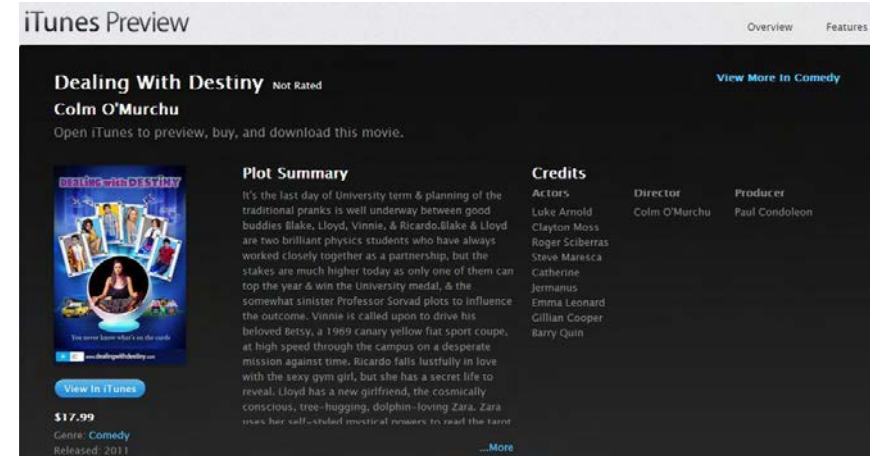 iTunes Preview
Overview Features
Dealing With Destiny Not Rated
View More In Comedy
Colm O'Murchu
Open iTunes to preview, buy, and download this movie.
DEALING with DESTINY
You never know what's on the cards
www.dealingwithdestiny.com
View In iTunes
$17.99
Genre: Comedy
Released: 2011
Plot Summary
It's the last day of University term & planning of the
traditional pranks is well underway between good
buddies Blake, Lloyd, Vinnie, & Ricardo.Blake & Lloyd
are two brilliant physics students who have always
worked closely together as a partnership, but the
stakes are much higher today as only one of them can
top the year & win the University medal, & the
somewhat sinister Professor Sorvad plots to influence
the outcome. Vinnie is called upon to drive his
beloved Betsy, a 1969 canary yellow fiat sport coupe,
at high speed through the campus on a desperate
mission against time. Ricardo falls lustfully in love
with the sexy gym girl, but she has a secret life to
reveal. Lloyd has a new girlfriend, the cosmically
conscious, tree-hugging, dolphin-loving Zara. Zara
uses her self-styled mystical powers to read the tarot
...More
Credits
Actors
Luke Arnold
Clayton Moss
Roger Sciberras
Steve Maresca
Catherine
Jermanus
Emma Leonard
Gillian Cooper
Barry Quin
Director
Colm O'Murchu
Producer
Paul Condoleon